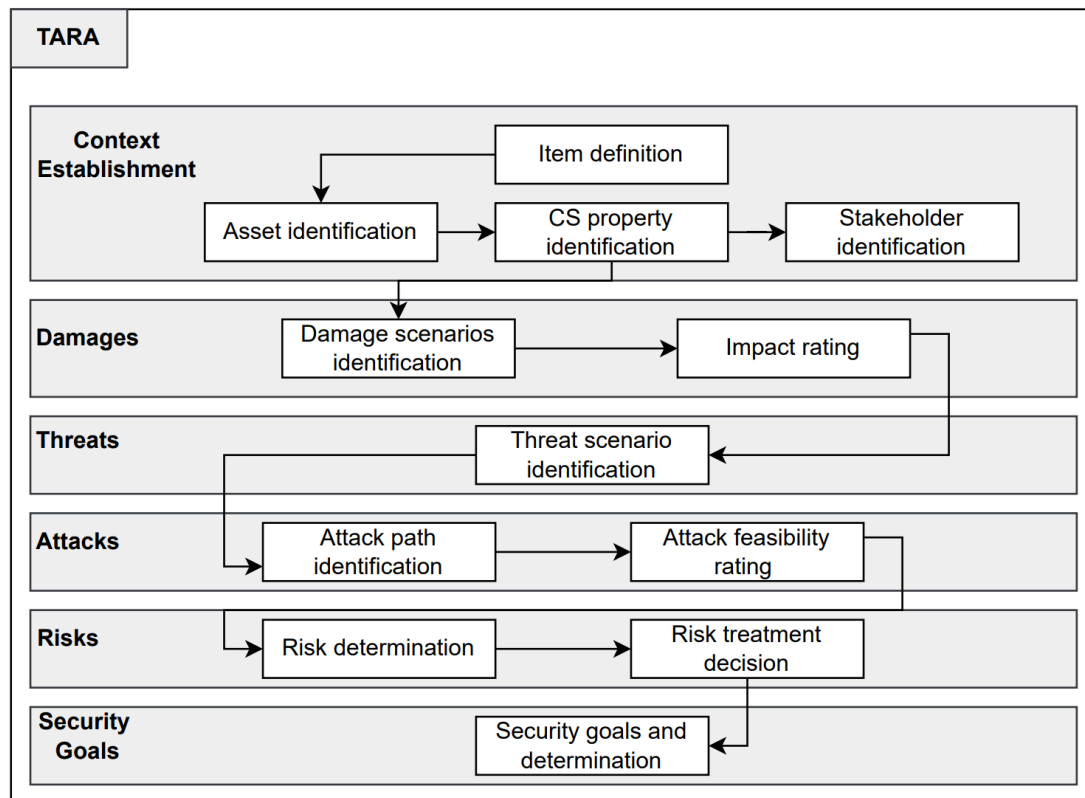 TARA
Context
Establishment
Item definition
Asset identification
CS property
identification
Stakeholder
identification
Damages
Damage scenarios
identification
Impact rating
Threats
Threat scenario
identification
Attacks
Attack path
identification
Attack feasibility
rating
Risks
Risk determination
Risk treatment
decision
Security
Goals
Security goals and
determination